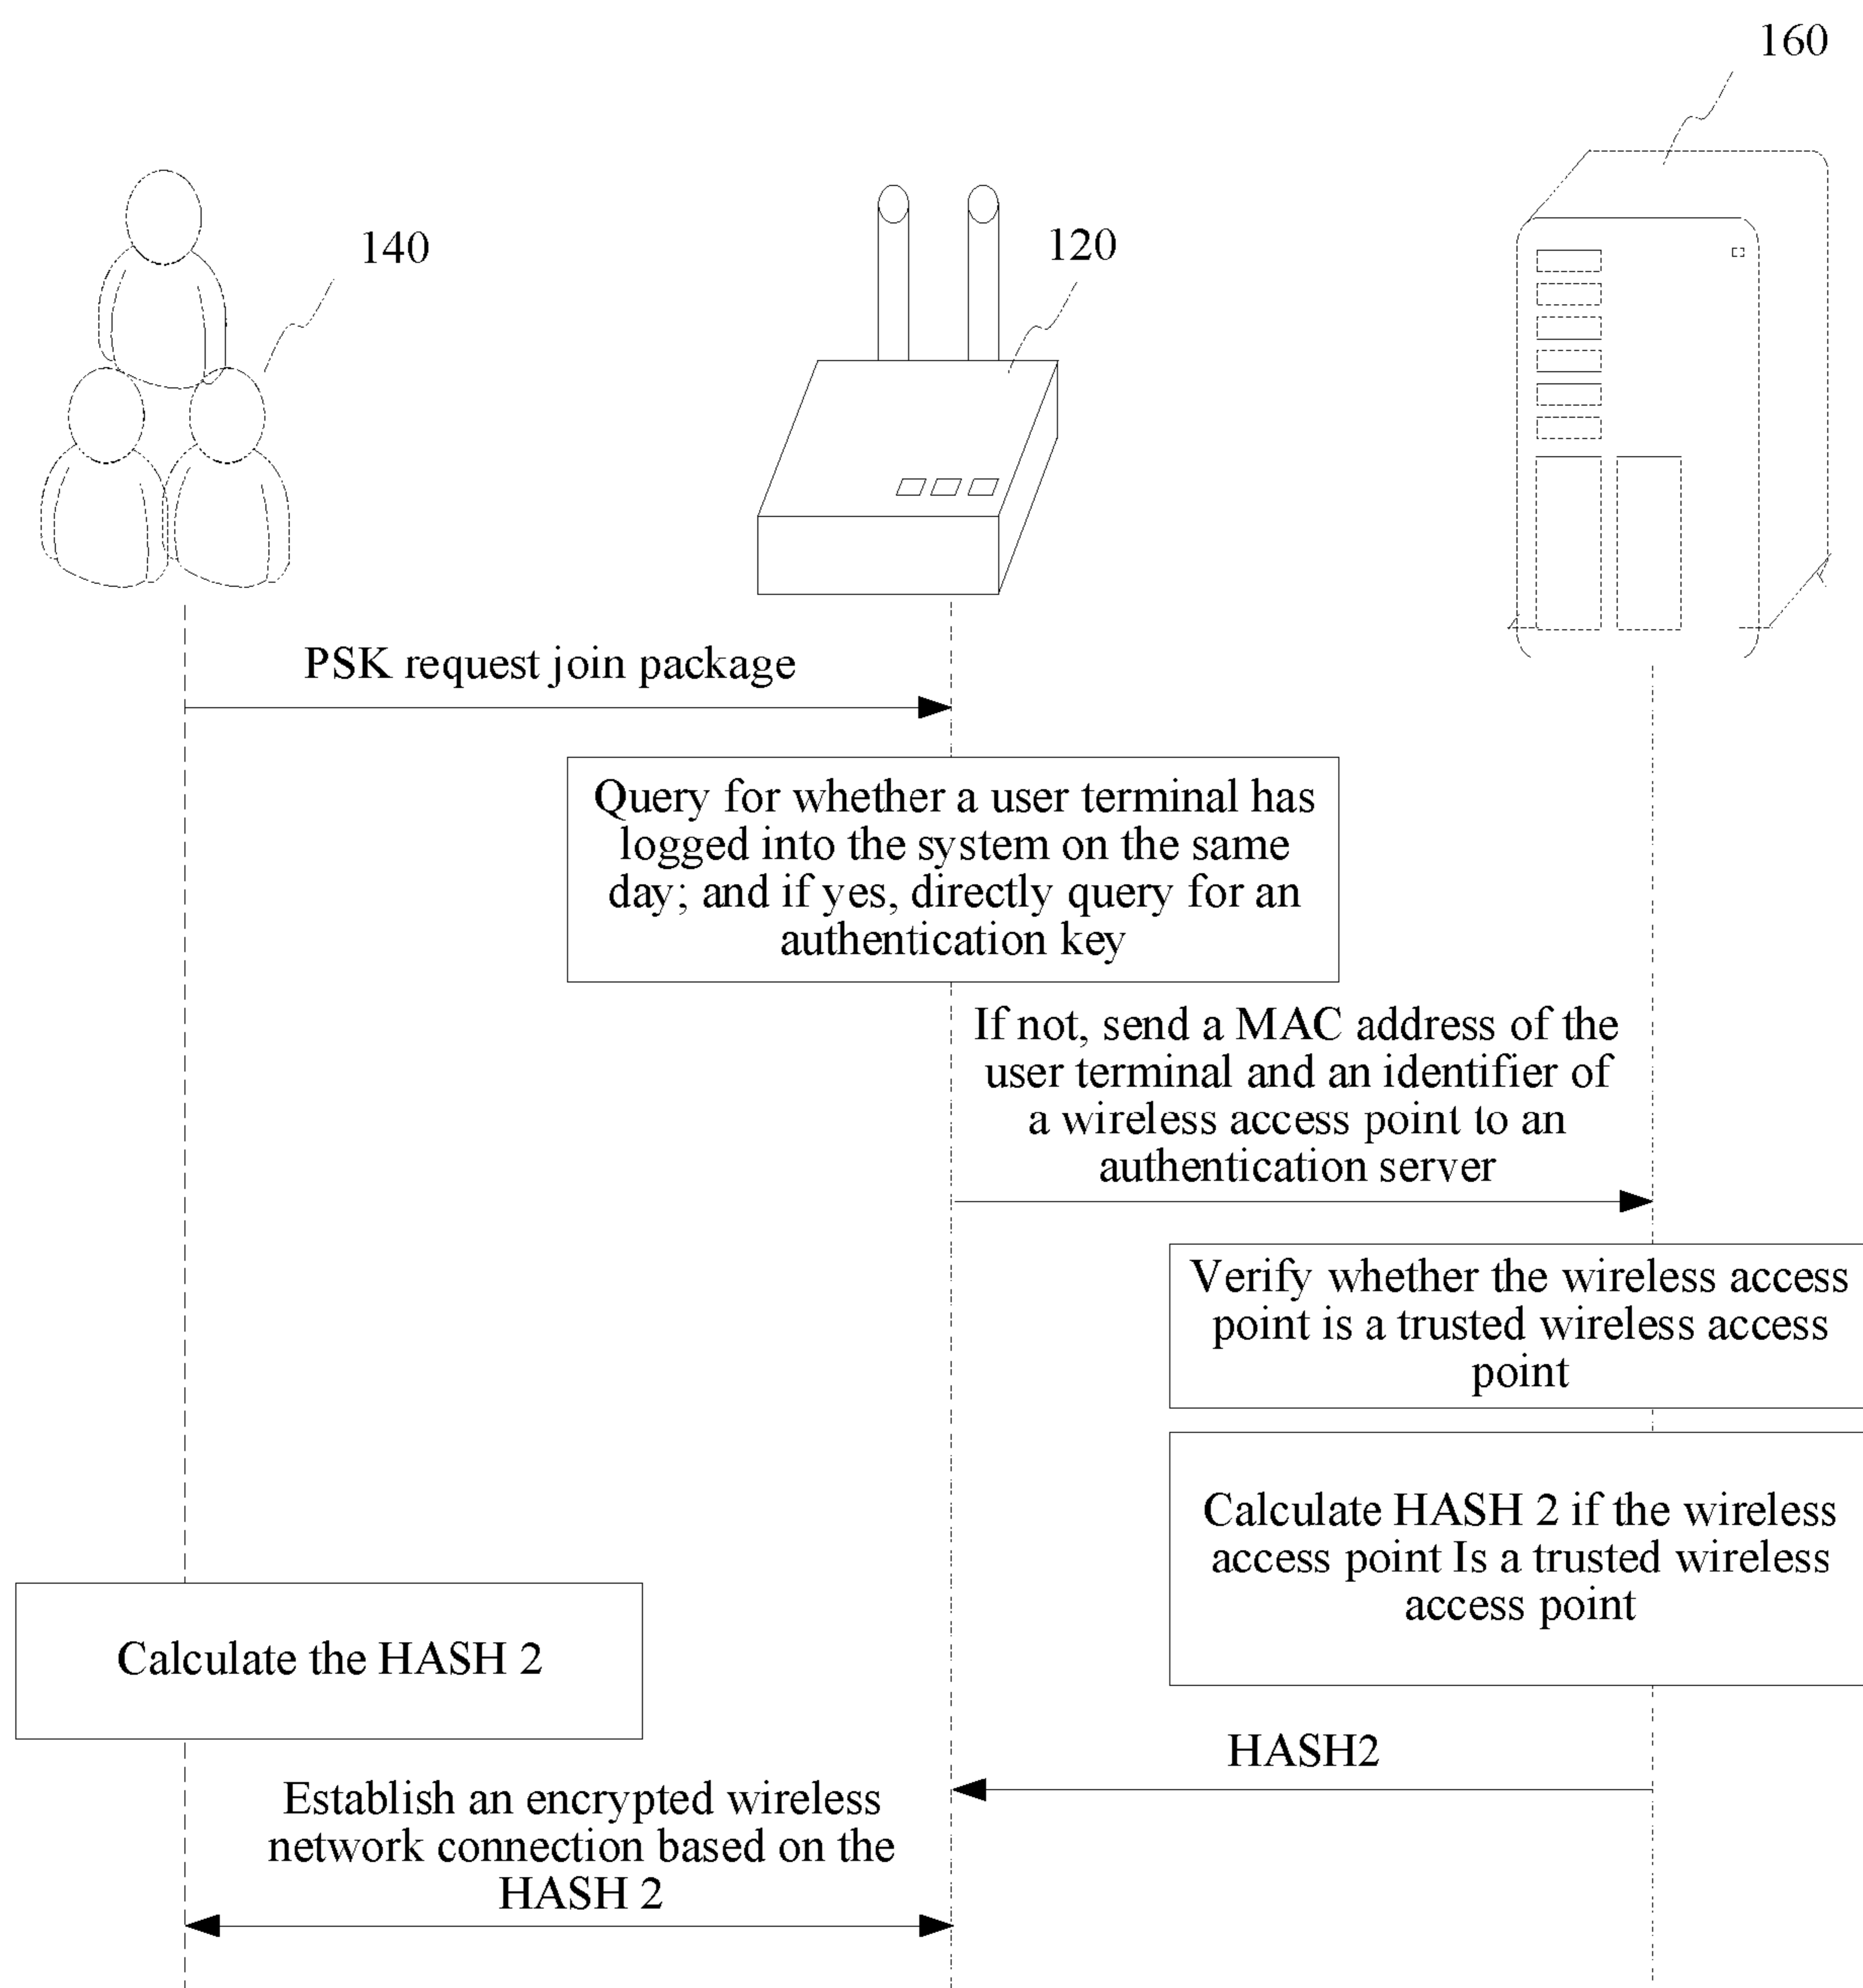 160
140
120
PSK request join package
Query for whether a user terminal has
logged into the system on the same
day; and if yes, directly query for an
authentication key
If not, send a MAC address of the
user terminal and an identifier of
a wireless access point to an
authentication server
Verify whether the wireless access
point is a trusted wireless access
point
Calculate HASH 2 if the wireless
access point Is a trusted wireless
access point
Calculate the HASH 2
HASH2
Establish an encrypted wireless
network connection based on the
HASH 2